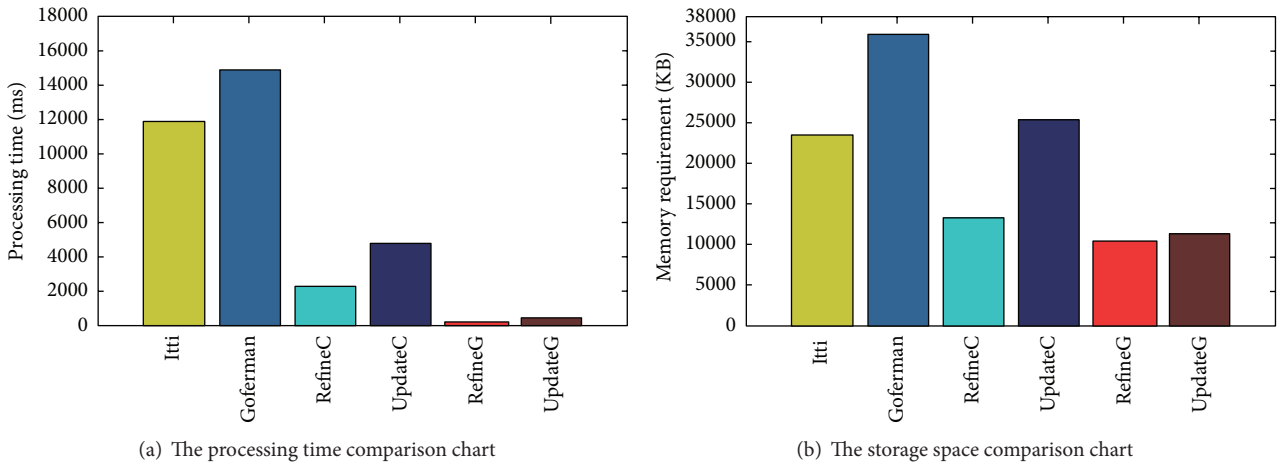 18000
16000
14000
12000
10000
8000
6000
4000
2000
0
Processing time (ms)
Itti
Goferman
RefineC
UpdateC
RefineG
UpdateG
(a) The processing time comparison chart
38000
35000
30000
25000
20000
15000
10000
5000
0
Memory requirement (KB)
Itti
Goferman
RefineC
UpdateC
RefineG
UpdateG
(b) The storage space comparison chart